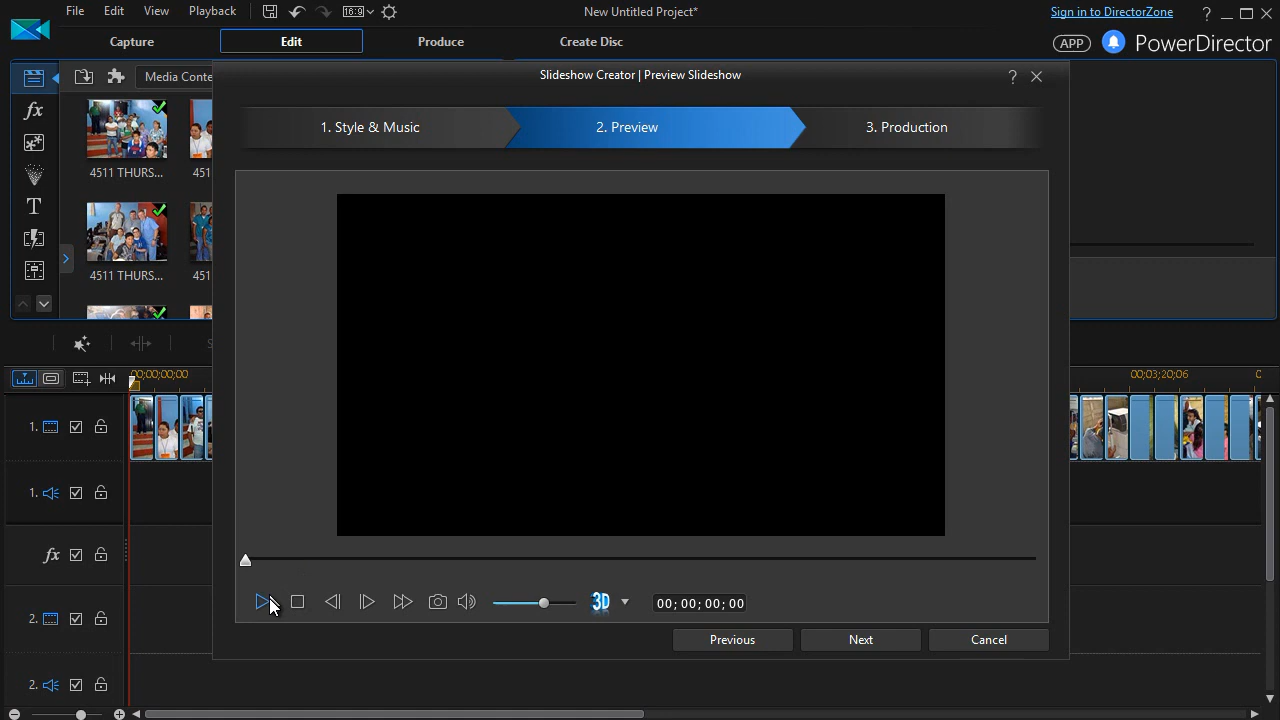 File Edit View Playback 16:9 New Untitled Project* Sign in to DirectorZone ?
Capture Edit Produce Create Disc APP PowerDirector
Media Conte
Slideshow Creator | Preview Slideshow ?
1. Style & Music 2. Preview 3. Production
fx
T
4511 THURS... 451
4511 THURS... 451
00;00;00;00 00;03;20;06
1.
1.
fx
2.
2.
3D 00; 00; 00; 00
Previous Next Cancel